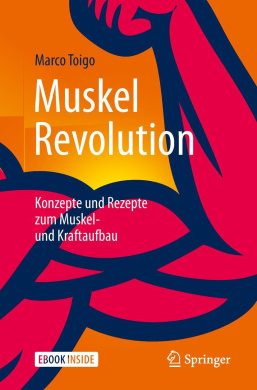 Marco Toigo
Muskel
Revolution
Konzepte und Rezepte
zum Muskel-
und Kraftaufbau
EBOOK INSIDE
Springer